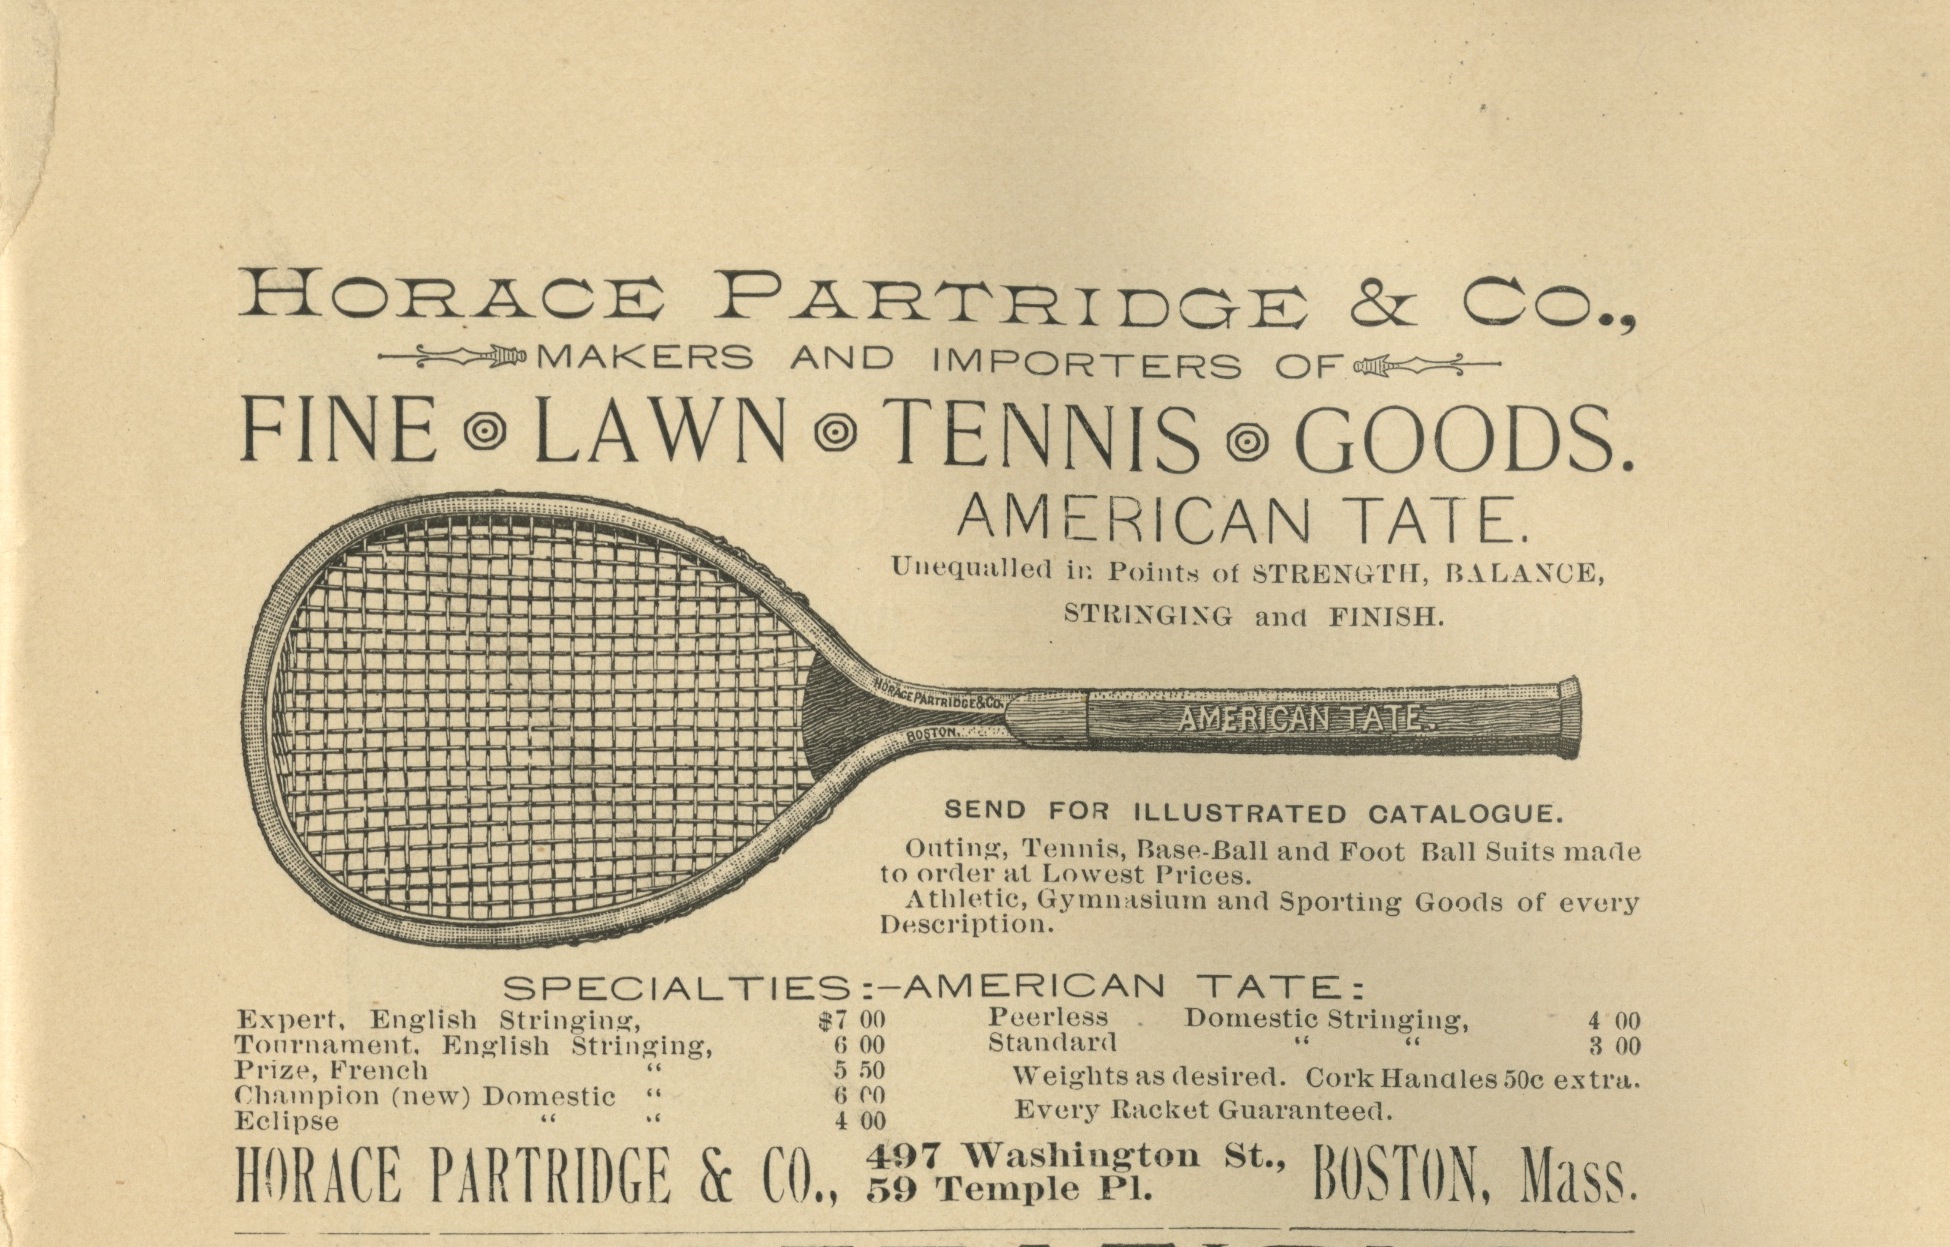 HORACE PARTRIDGE & CO.,
MAKERS AND IMPORTERS OF
FINE LAWN TENNIS GOODS.
AMERICAN TATE.
Unequalled in Points of STRENGTH, BALANCE,
STRINGING and FINISH.
HORACE PARTRIDGE & CO.
BOSTON.
AMERICAN TATE.
SEND FOR ILLUSTRATED CATALOGUE.
Outing, Tennis, Base-Ball and Foot Ball Suits made
to order at Lowest Prices.
Athletic, Gymnasium and Sporting Goods of every
Description.
SPECIALTIES:–AMERICAN TATE:
Expert, English Stringing, $7 00
Tournament, English Stringing, 6 00
Prize, French “ 5 50
Champion (new) Domestic “ 6 00
Eclipse “ “ 4 00
Peerless . Domestic Stringing, 4 00
Standard “ “ 3 00
Weights as desired. Cork Handles 50c extra.
Every Racket Guaranteed.
HORACE PARTRIDGE & CO., 497 Washington St., BOSTON, Mass.
59 Temple Pl.